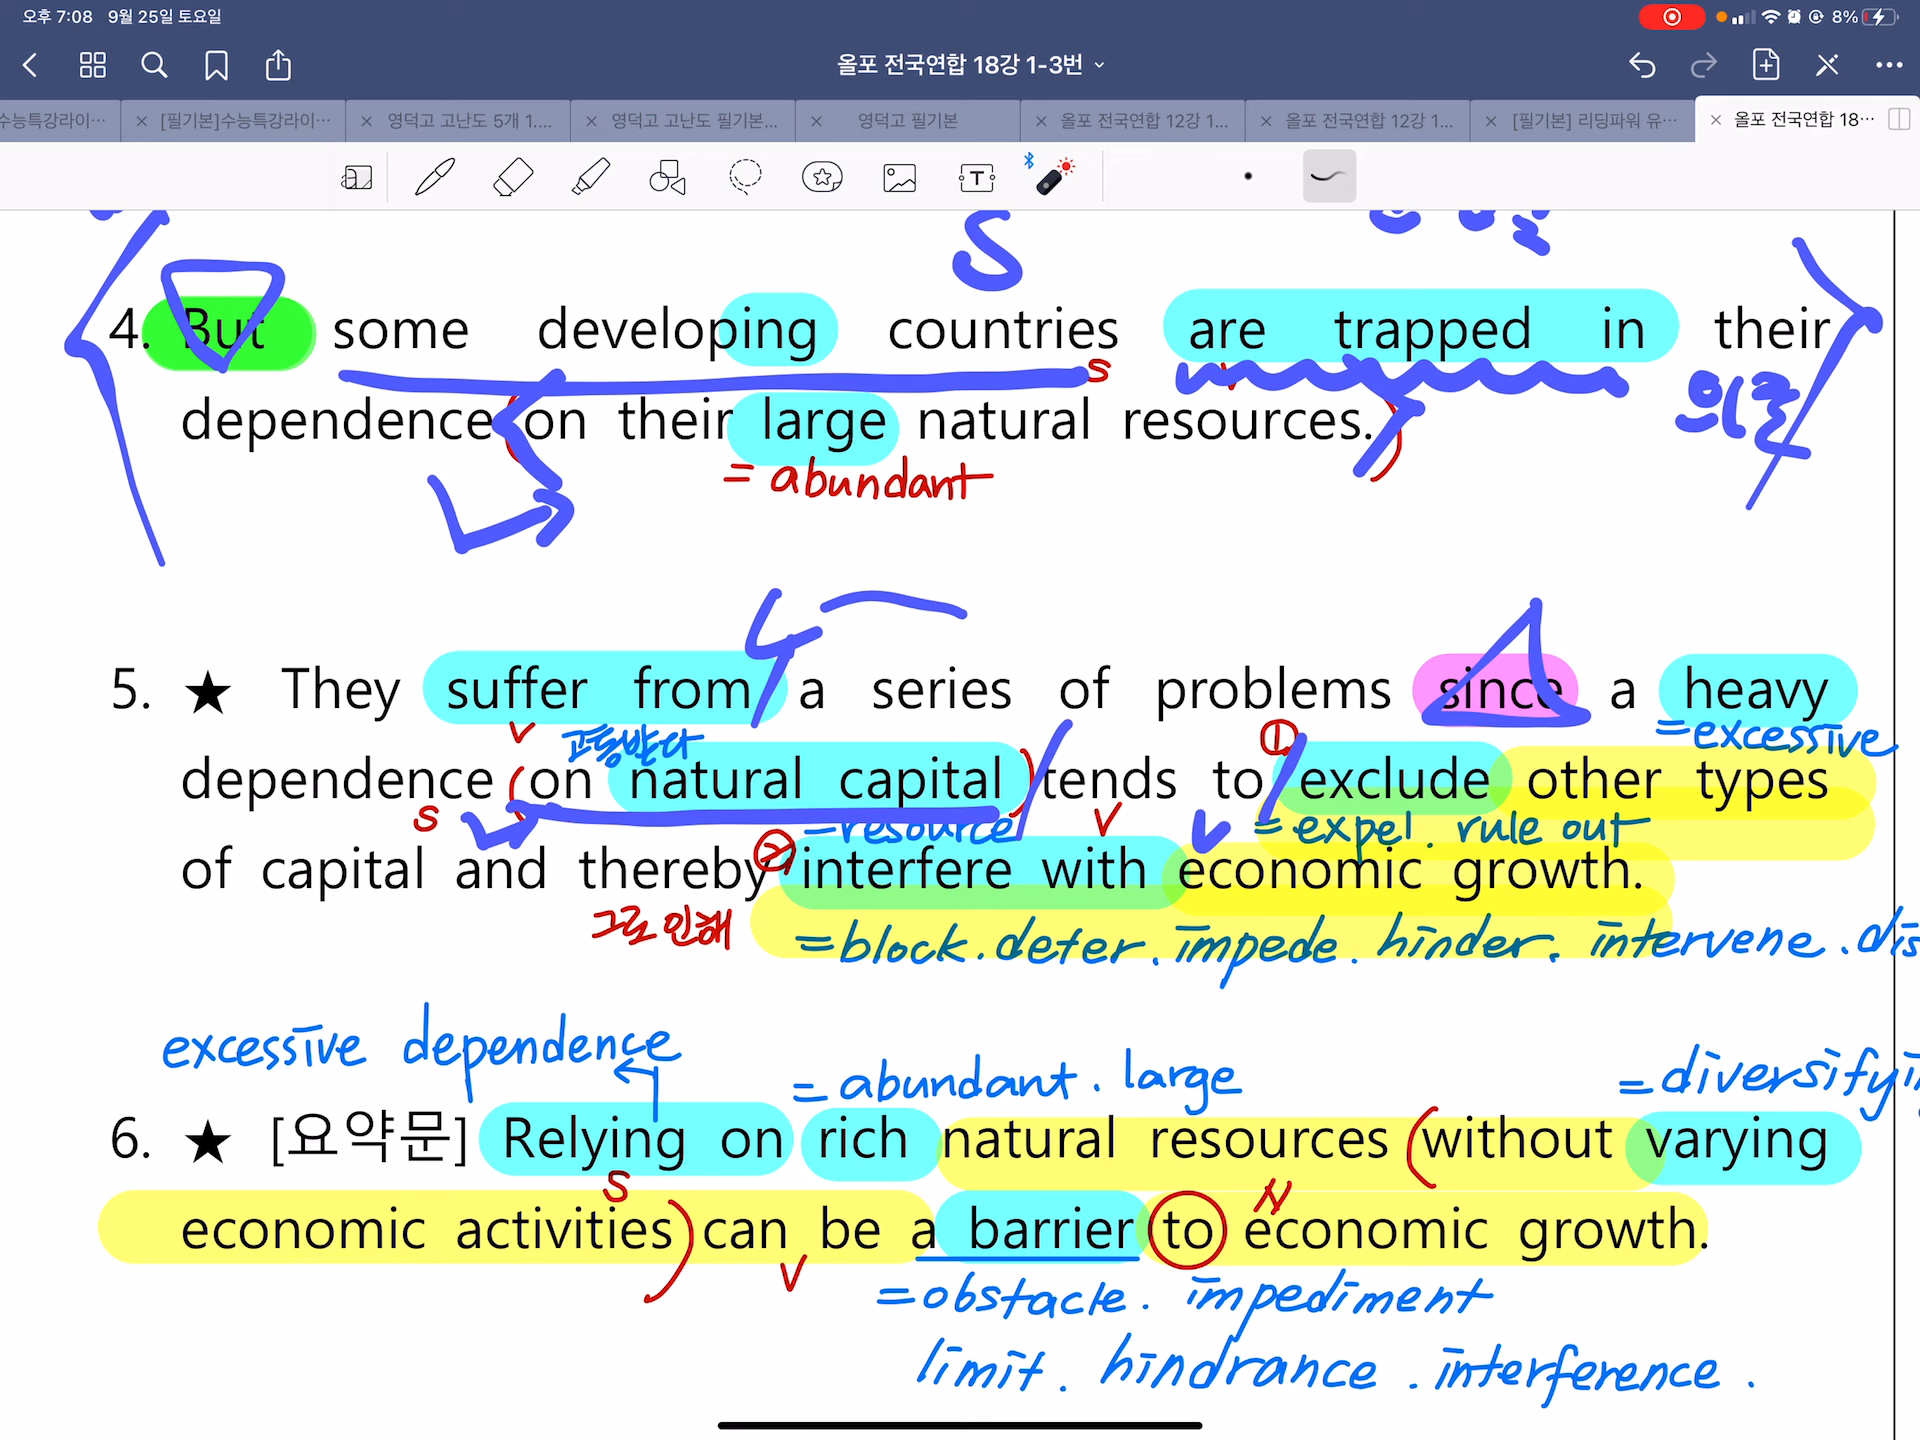 오후 7:08 9월 25일 토요일
8%
올포 전국연합 18강 1-3번
수능특강라이…
[필기본]수능특강라이…
영덕고 고난도 5개 1....
영덕고 고난도 필기본...
영덕고 필기본
올포 전국연합 12강 1...
올포 전국연합 12강 1...
[필기본] 리딩파워 유…
올포 전국연합 18…
S
4. But some developing countries are trapped in their
s
dependence on their large natural resources.
의존
= abundant
5. ★ They suffer from a series of problems since a heavy
v 고통받다 ① =excessive
dependence (on natural capital) tends to exclude other types
s =resource v = expel. rule out
of capital and thereby ② interfere with economic growth.
그로 인해 =block.deter.impede.hinder.intervene.dis
excessive dependence
= abundant. large =diversifyi
6. ★ [요약문] Relying on rich natural resources (without varying
s N
economic activities) can be a barrier to economic growth.
v =obstacle. impediment
limit. hindrance. interference.